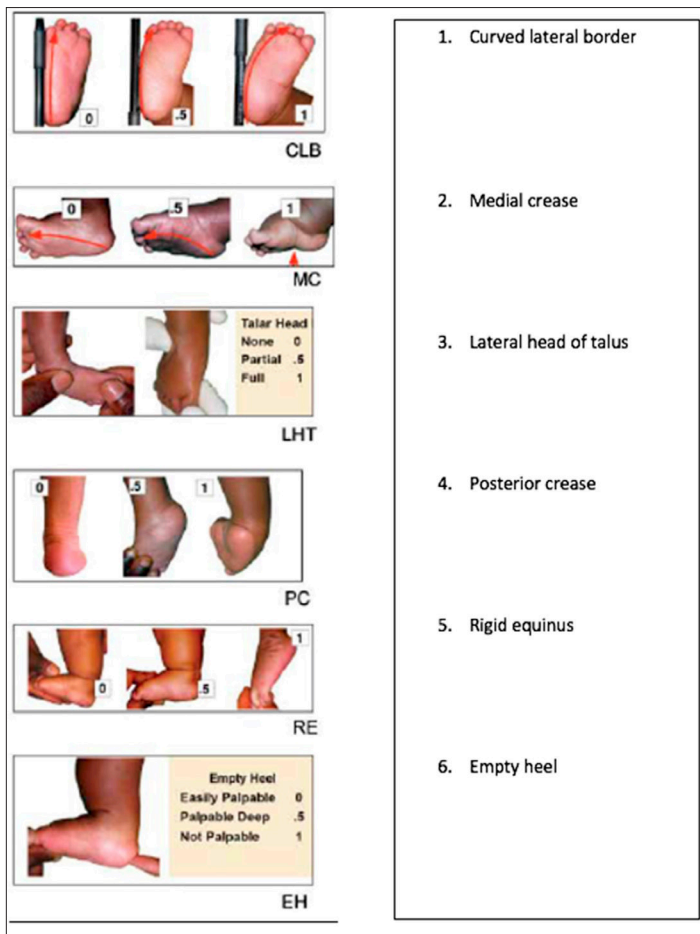 0
.5
1
CLB
1. Curved lateral border
0
.5
1
MC
2. Medial crease
Talar Head
None 0
Partial .5
Full 1
LHT
3. Lateral head of talus
0
.5
1
PC
4. Posterior crease
0
.5
1
RE
5. Rigid equinus
Empty Heel
Easily Palpable 0
Palpable Deep .5
Not Palpable 1
EH
6. Empty heel